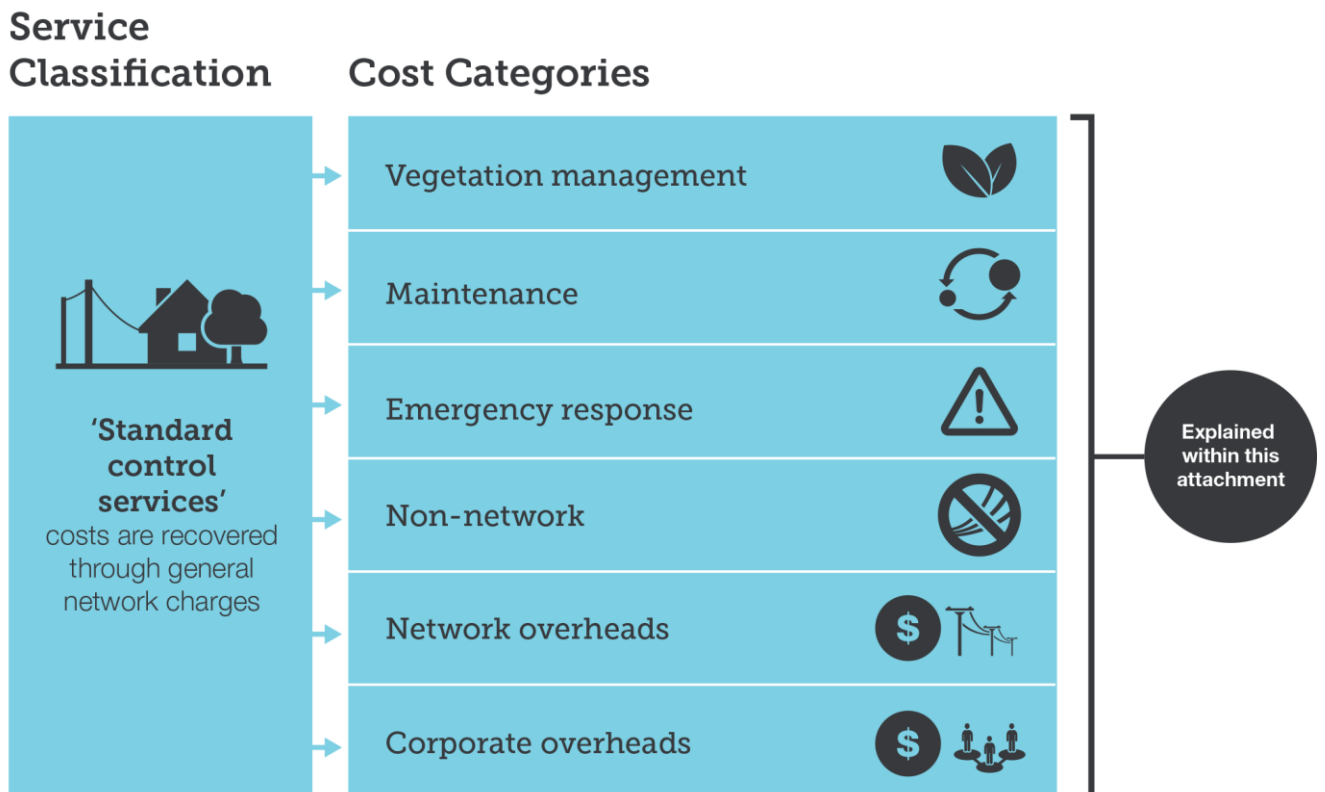 Service
Classification
Cost Categories
'Standard
control
services'
costs are recovered
through general
network charges
Vegetation management
Maintenance
Emergency response
Non-network
Network overheads
$
Corporate overheads
$
Explained
within this
attachment